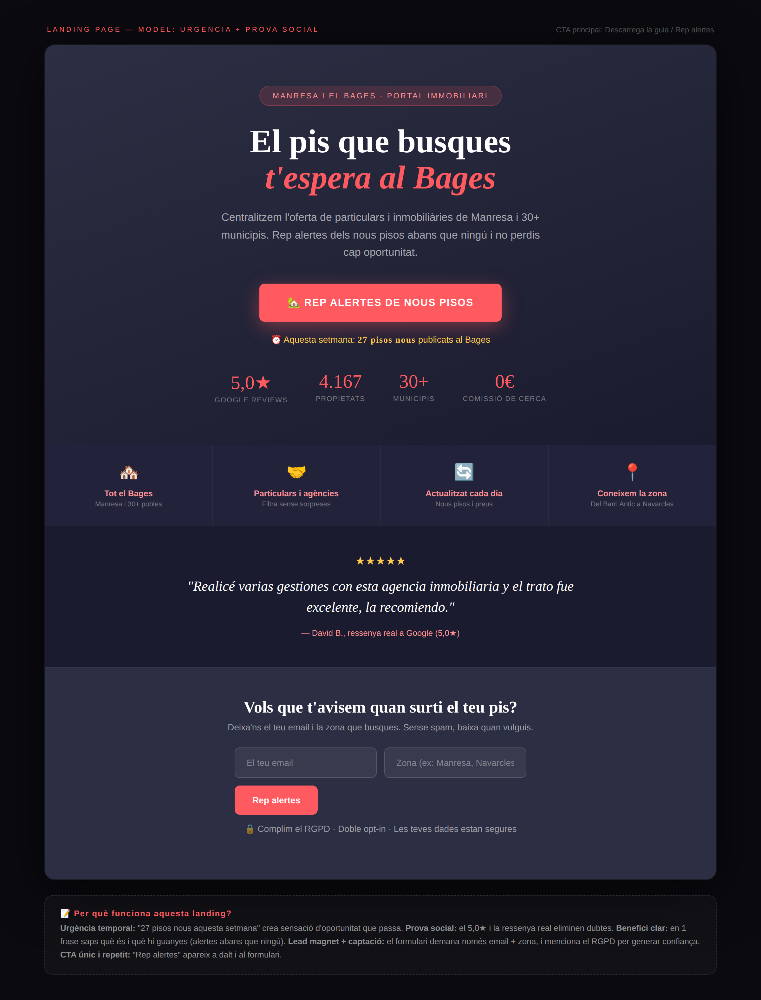 LANDING PAGE — MODEL: URGÈNCIA + PROVA SOCIAL
CTA principal: Descarrega la guia / Rep alertes
MANRESA I EL BAGES · PORTAL IMMOBILIARI
El pis que busques
t'espera al Bages
Centralitzem l'oferta de particulars i inmobiliàries de Manresa i 30+
municipis. Rep alertes dels nous pisos abans que ningú i no perdis
cap oportunitat.
🏡 REP ALERTES DE NOUS PISOS
⏰ Aquesta setmana: 27 pisos nous publicats al Bages
5,0★
GOOGLE REVIEWS
4.167
PROPIETATS
30+
MUNICIPIS
0€
COMISSIÓ DE CERCA
Tot el Bages
Manresa i 30+ pobles
Particulars i agències
Filtra sense sorpreses
Actualitzat cada dia
Nous pisos i preus
Coneixem la zona
Del Barri Antic a Navarcles
★★★★★
"Realicé varias gestiones con esta agencia inmobiliaria y el trato fue
excelente, la recomiendo."
— David B., ressenya real a Google (5,0★)
Vols que t'avisem quan surti el teu pis?
Deixa'ns el teu email i la zona que busques. Sense spam, baixa quan vulguis.
El teu email
Zona (ex: Manresa, Navarcles
Rep alertes
🔒 Complim el RGPD · Doble opt-in · Les teves dades estan segures
📝 Per què funciona aquesta landing?
Urgència temporal: "27 pisos nous aquesta setmana" crea sensació d'oportunitat que passa. Prova social: el 5,0★ i la ressenya real eliminen dubtes. Benefici clar: en 1
frase saps què és i què hi guanyes (alertes abans que ningú). Lead magnet + captació: el formulari demana només email + zona, i menciona el RGPD per generar confiança.
CTA únic i repetit: "Rep alertes" apareix a dalt i al formulari.